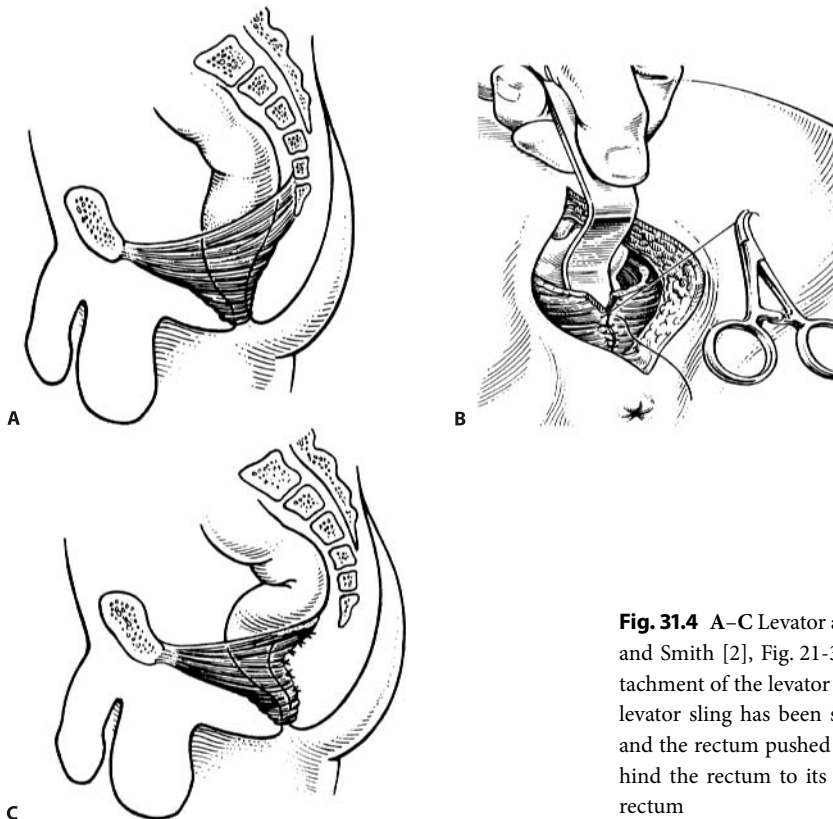 A
B
C
Fig. 31.4 A–C Levator a
and Smith [2], Fig. 21-3
tachment of the levator
levator sling has been s
and the rectum pushed
hind the rectum to its
rectum